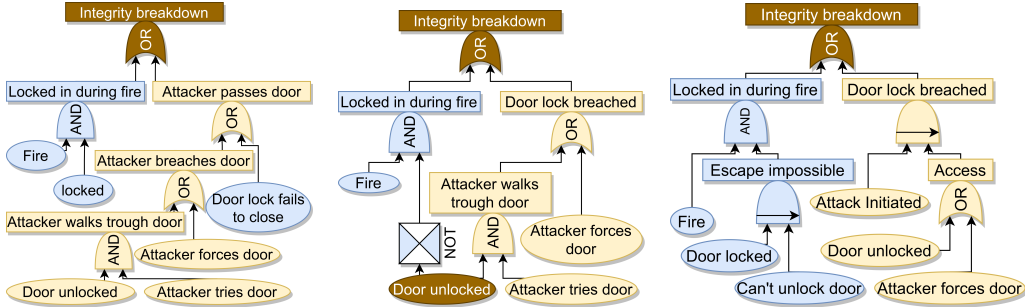 Integrity breakdown
OR
Locked in during fire
Attacker passes door
AND
OR
Fire
locked
Attacker breaches door
OR
Door lock fails
to close
Attacker walks trough door
AND
Attacker forces door
Door unlocked
Attacker tries door
Integrity breakdown
OR
Locked in during fire
Door lock breached
AND
OR
Fire
Attacker walks
trough door
Attacker forces
door
NOT
AND
Door unlocked
Attacker tries door
Integrity breakdown
OR
Locked in during fire
Door lock breached
AND
Escape impossible
Access
Fire
Attack Initiated
OR
Door locked
Door unlocked
Can't unlock door
Attacker forces door